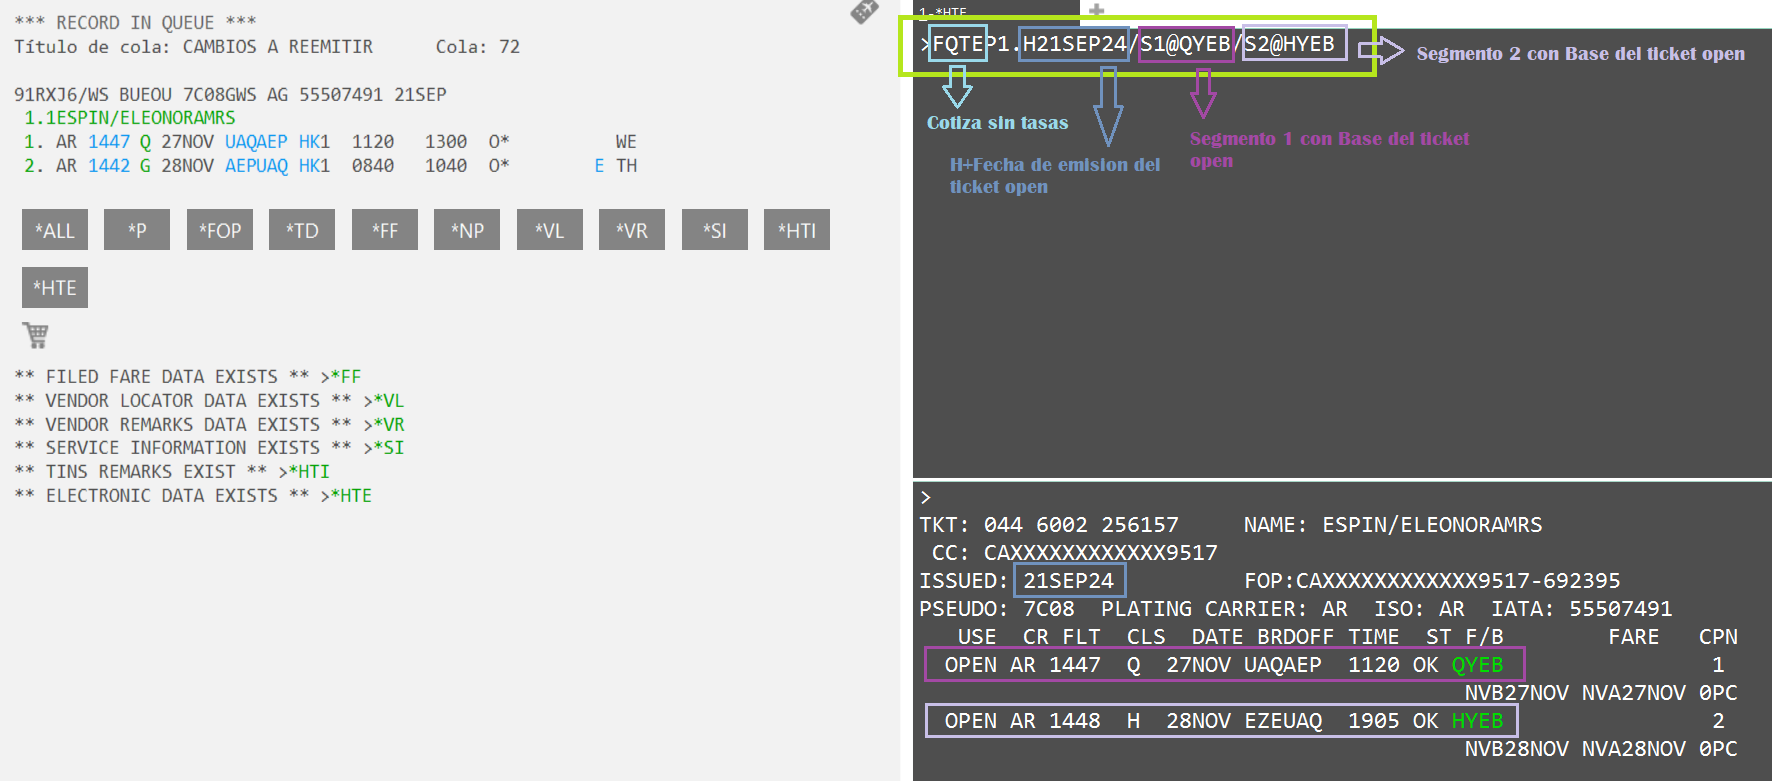 *** RECORD IN QUEUE ***
Título de cola: CAMBIOS A REEMITIR Cola: 72
91RXJ6/WS BUEOU 7C08GWS AG 55507491 21SEP
1.1ESPIN/ELEONORAMRS
1. AR 1447 Q 27NOV UAQAEP HK1 1120 1300 O* WE
2. AR 1442 G 28NOV AEPUAQ HK1 0840 1040 O* E TH
*ALL *P *FOP *TD *FF *NP *VL *VR *SI *HTI
*HTE
** FILED FARE DATA EXISTS ** >*FF
** VENDOR LOCATOR DATA EXISTS ** >*VL
** VENDOR REMARKS DATA EXISTS ** >*VR
** SERVICE INFORMATION EXISTS ** >*SI
** TINS REMARKS EXIST ** >*HTI
** ELECTRONIC DATA EXISTS ** >*HTE
1-*HTE
>FQTEP1.H21SEP24/S1@QYEB/S2@HYEB
Segmento 2 con Base del ticket open
Cotiza sin tasas
Segmento 1 con Base del ticket
open
H+Fecha de emision del
ticket open
>
TKT: 044 6002 256157 NAME: ESPIN/ELEONORAMRS
CC: CAXXXXXXXXXXXX9517
ISSUED: 21SEP24 FOP:CAXXXXXXXXXXXX9517-692395
PSEUDO: 7C08 PLATING CARRIER: AR ISO: AR IATA: 55507491
USE CR FLT CLS DATE BRDOFF TIME ST F/B FARE CPN
OPEN AR 1447 Q 27NOV UAQAEP 1120 OK QYEB 1
NVB27NOV NVA27NOV 0PC
OPEN AR 1448 H 28NOV EZEUAQ 1905 OK HYEB 2
NVB28NOV NVA28NOV 0PC